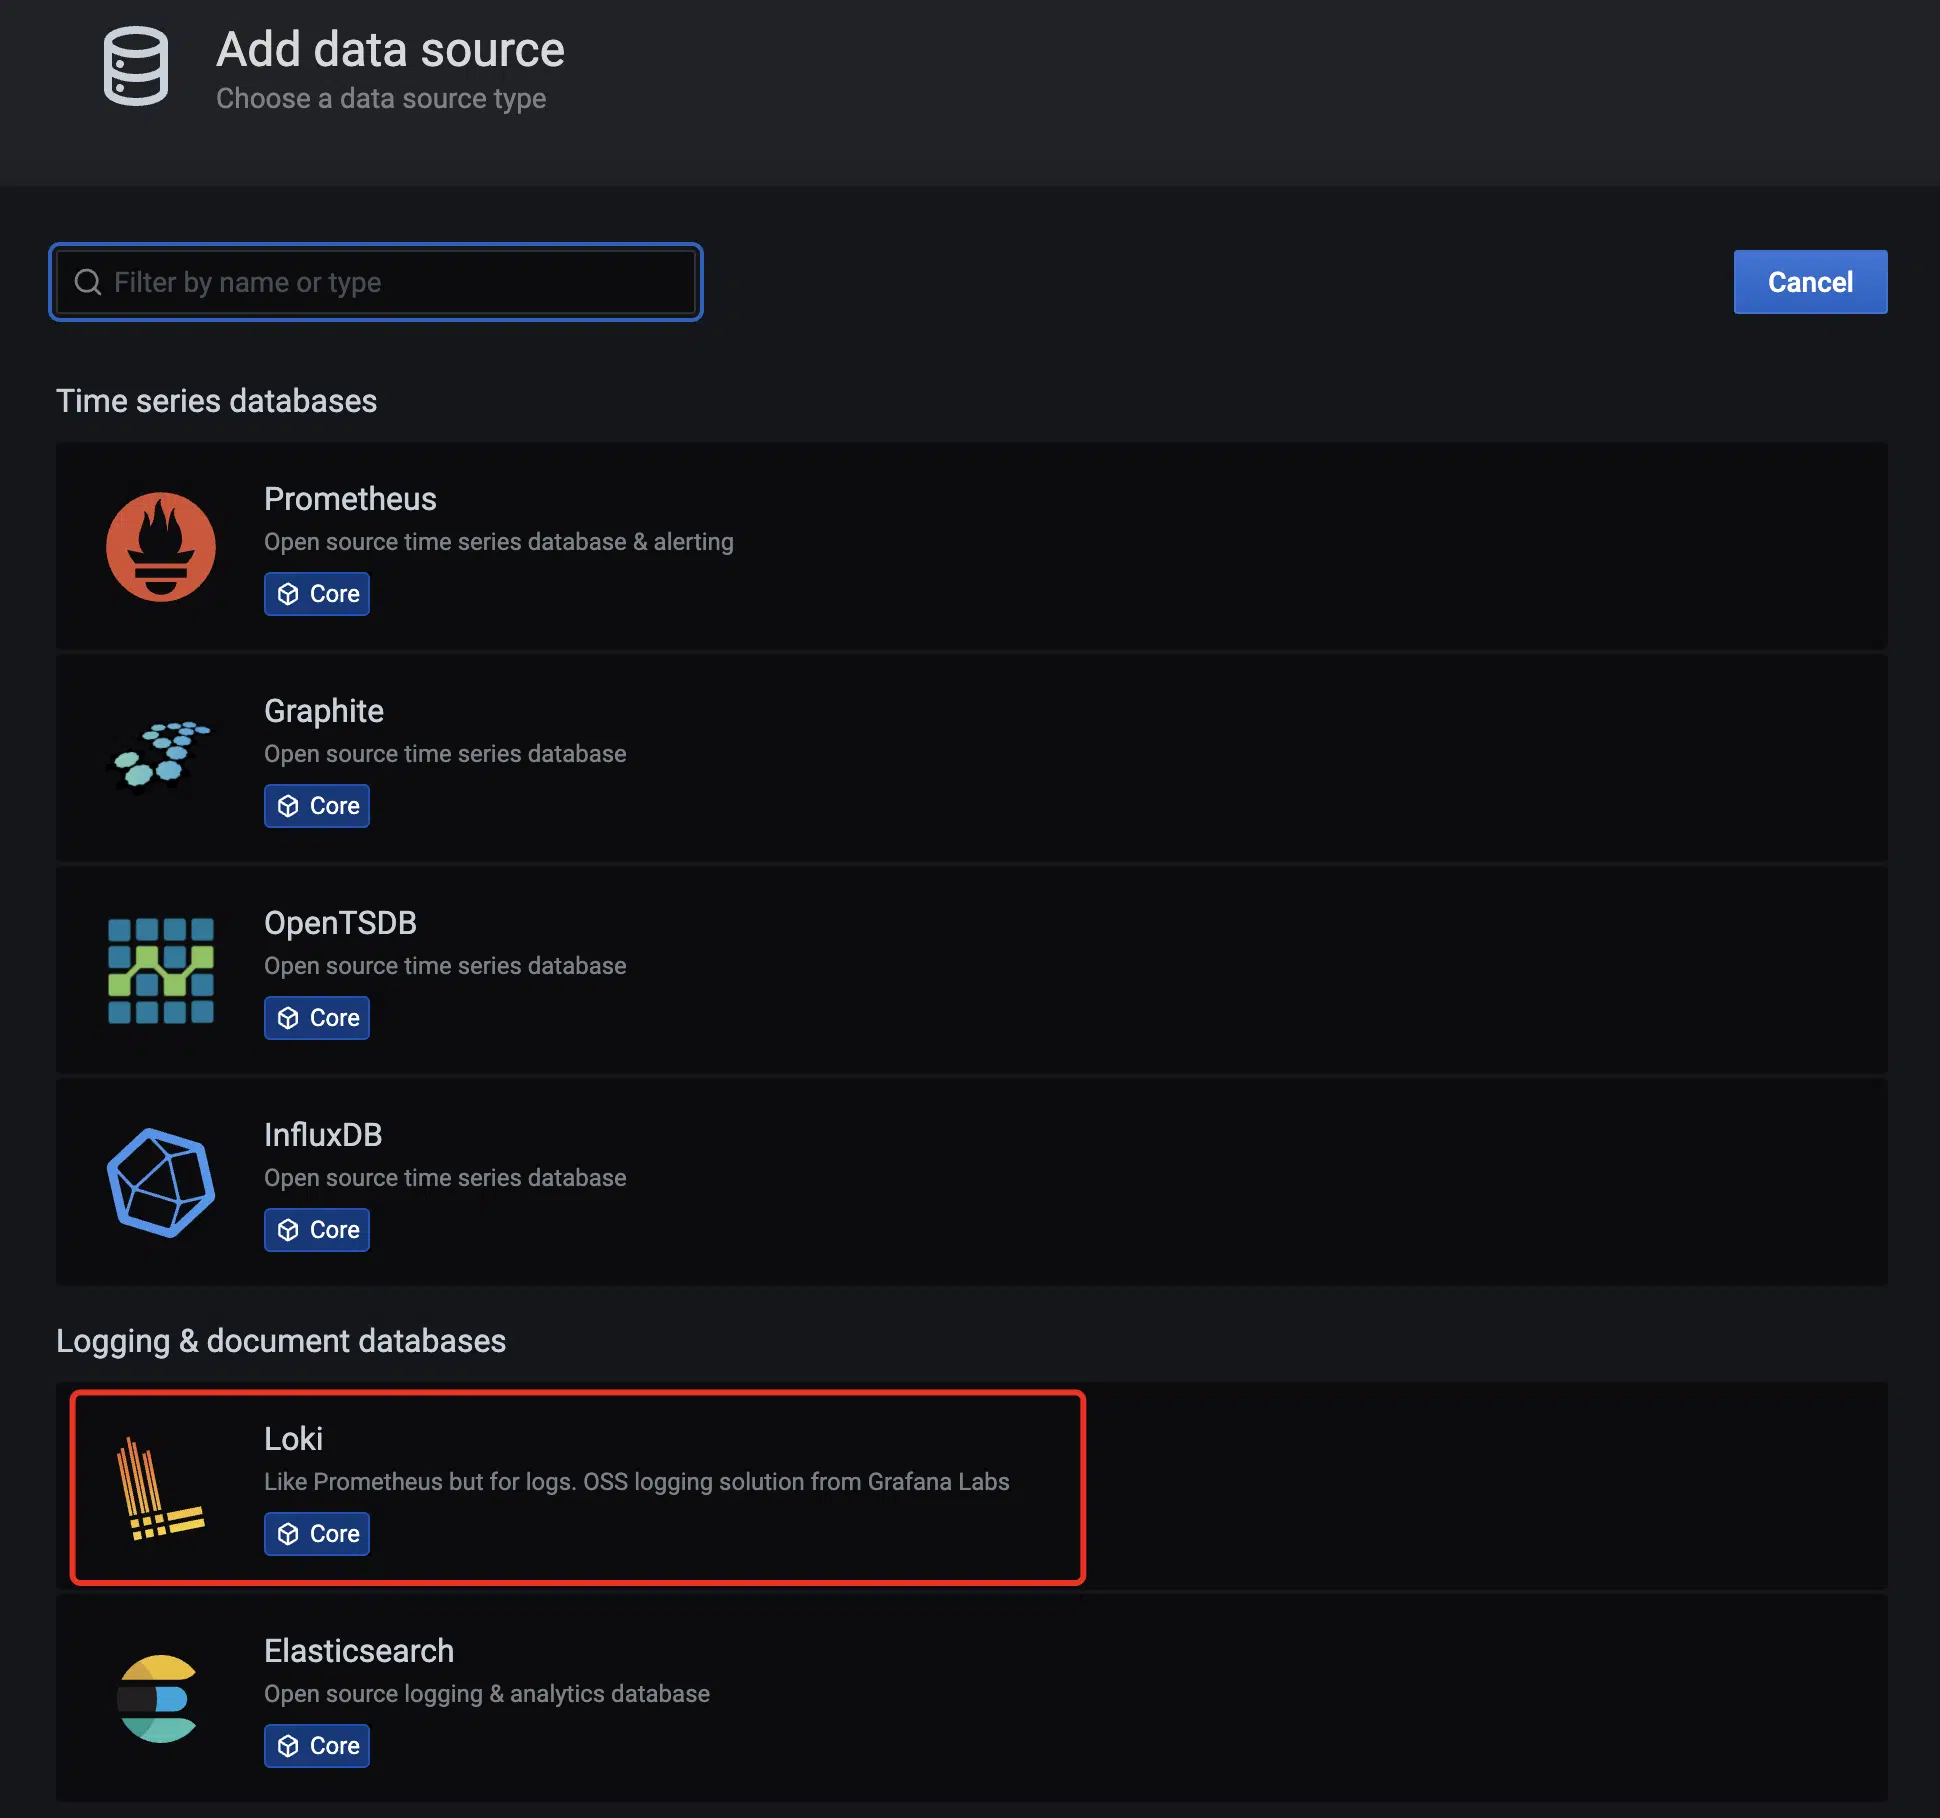 Add data source
Choose a data source type
Filter by name or type
Cancel
Time series databases
Prometheus
Open source time series database & alerting
Core
Graphite
Open source time series database
Core
OpenTSDB
Open source time series database
Core
InfluxDB
Open source time series database
Core
Logging & document databases
Loki
Like Prometheus but for logs. OSS logging solution from Grafana Labs
Core
Elasticsearch
Open source logging & analytics database
Core